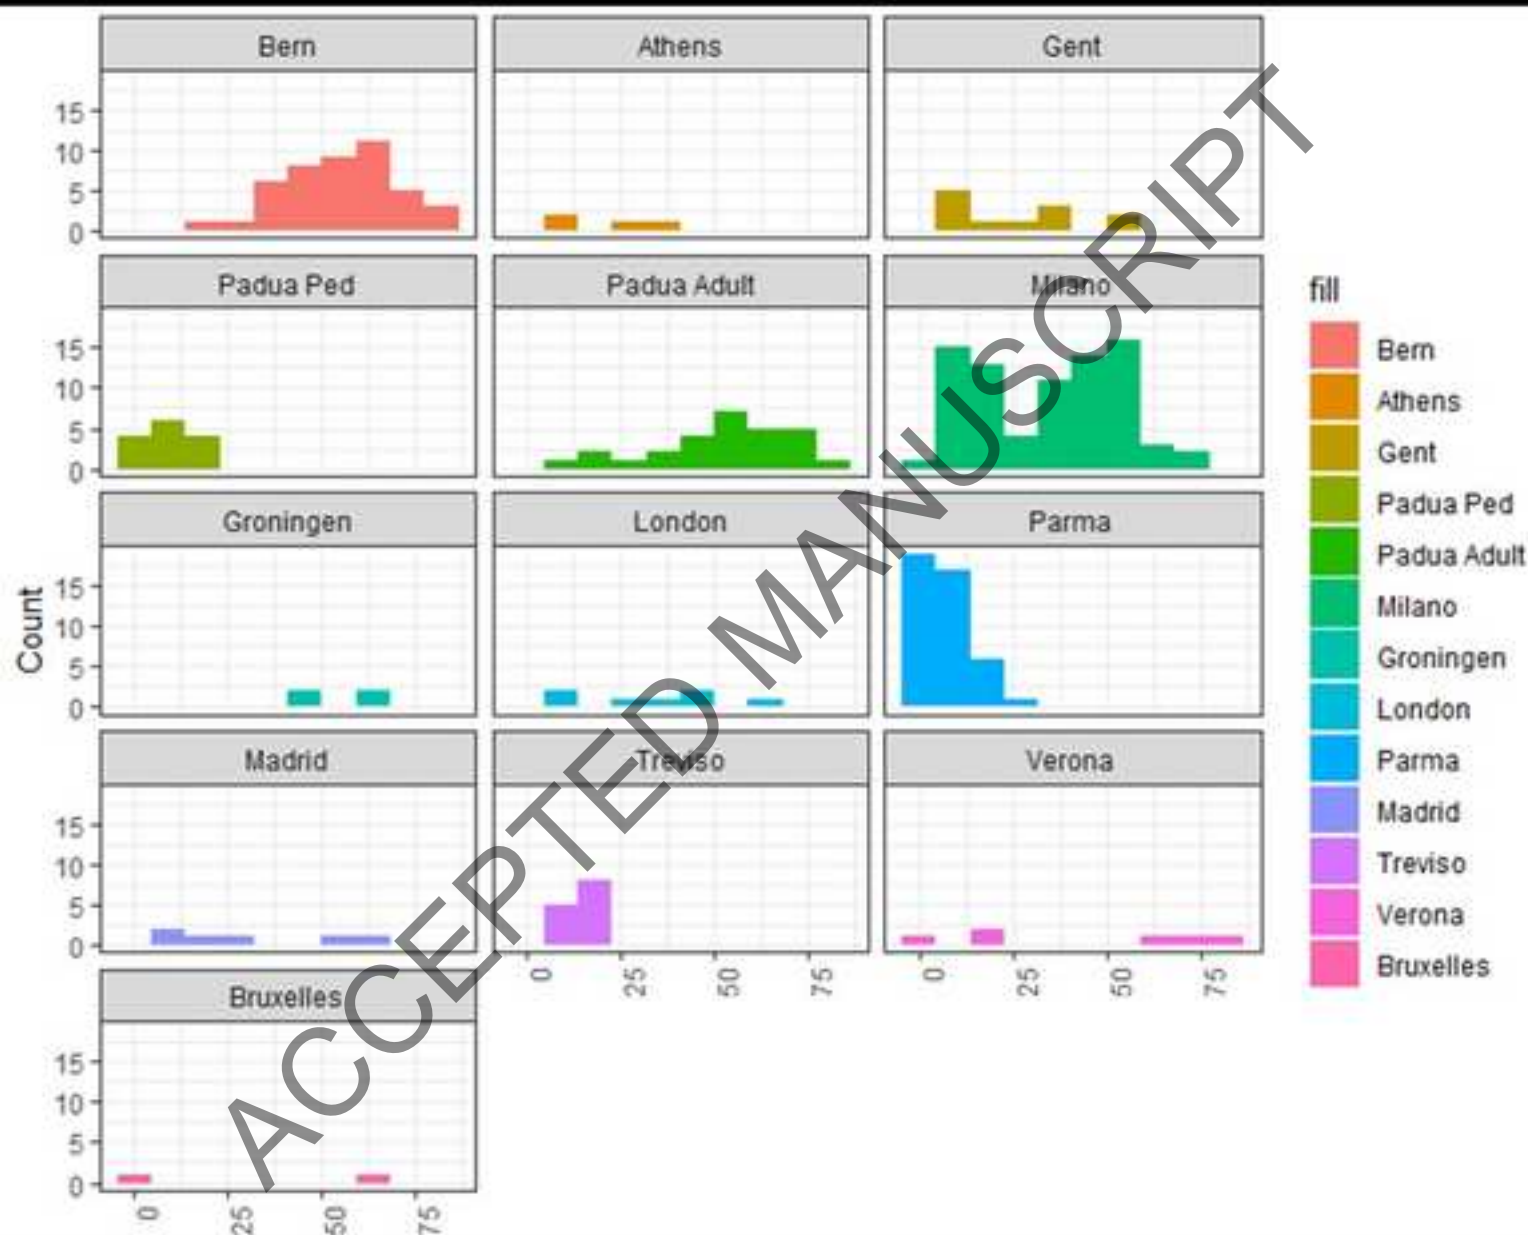 Bern Athens Gent
15
10
5
0
Padua Ped Padua Adult Milano
15
10
5
0
Groningen London Parma
15
10
5
0
Count
Madrid Treviso Verona
15
10
5
0
0 25 50 75 0 25 50 75
Bruxelles
15
10
5
0
0 25 50 75
fill
Bern
Athens
Gent
Padua Ped
Padua Adult
Milano
Groningen
London
Parma
Madrid
Treviso
Verona
Bruxelles
ACCEPTED MANUSCRIPT